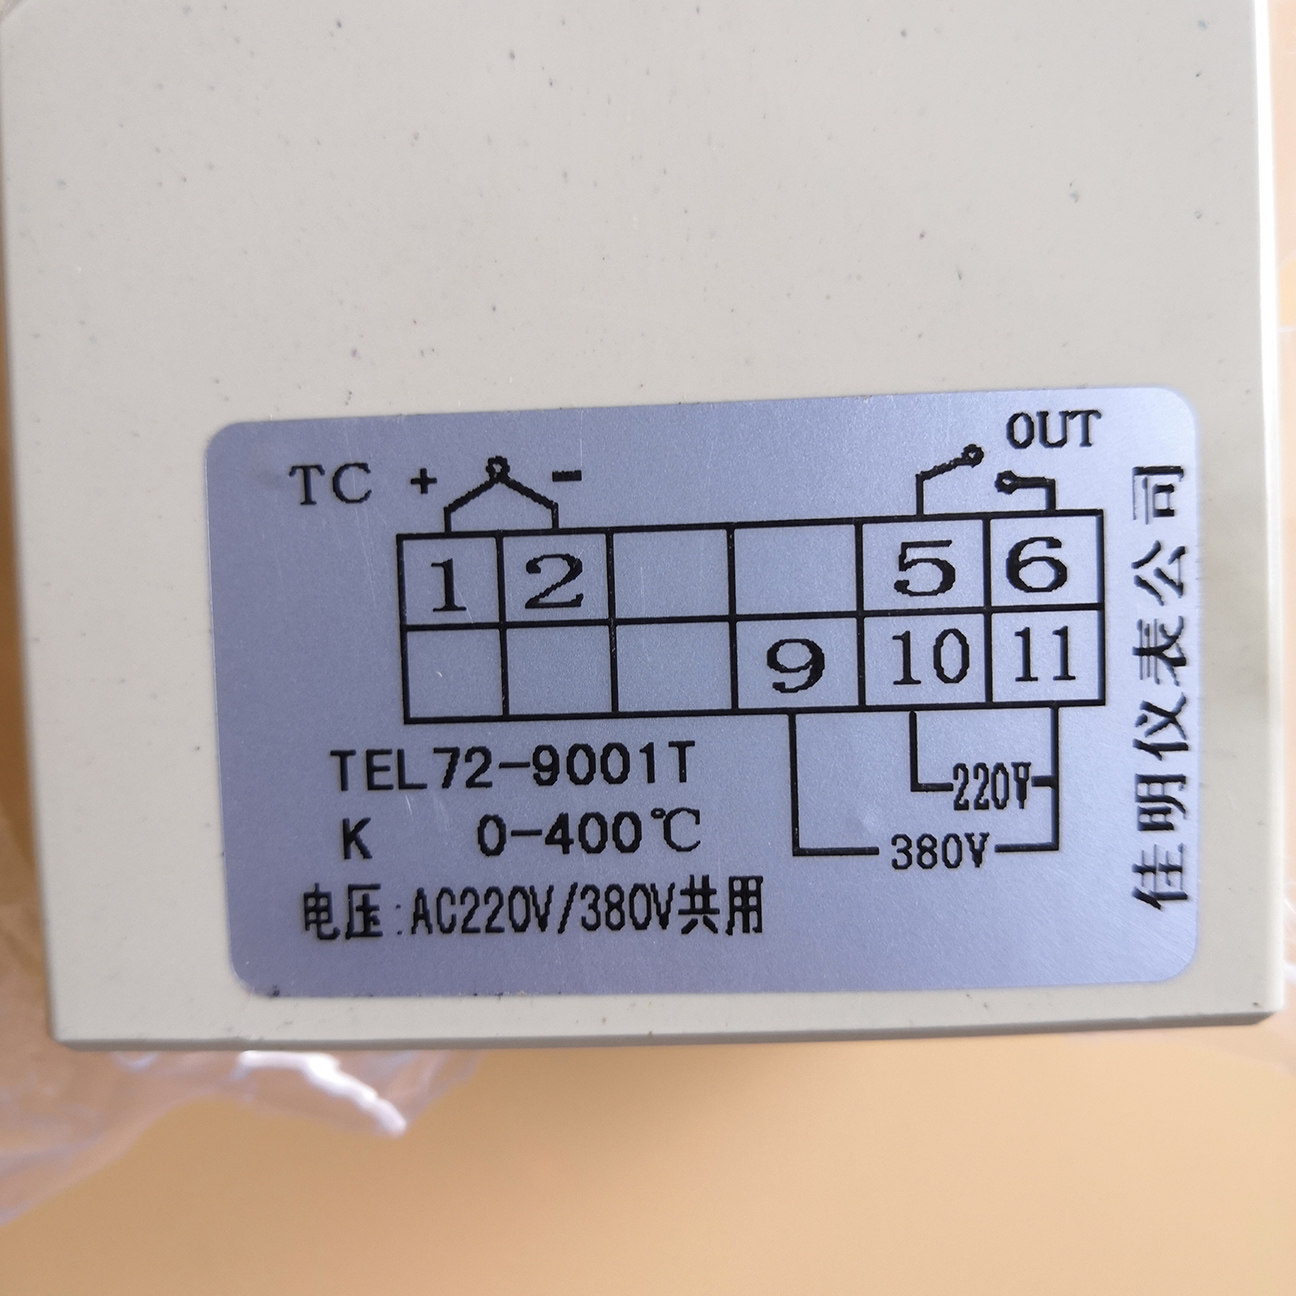 OUT
TC + -
1 2 5 6
9 10 11
TEL72-9001T
220V
K 0-400℃
380V
电压:AC220V/380V共用
佳明仪表公司